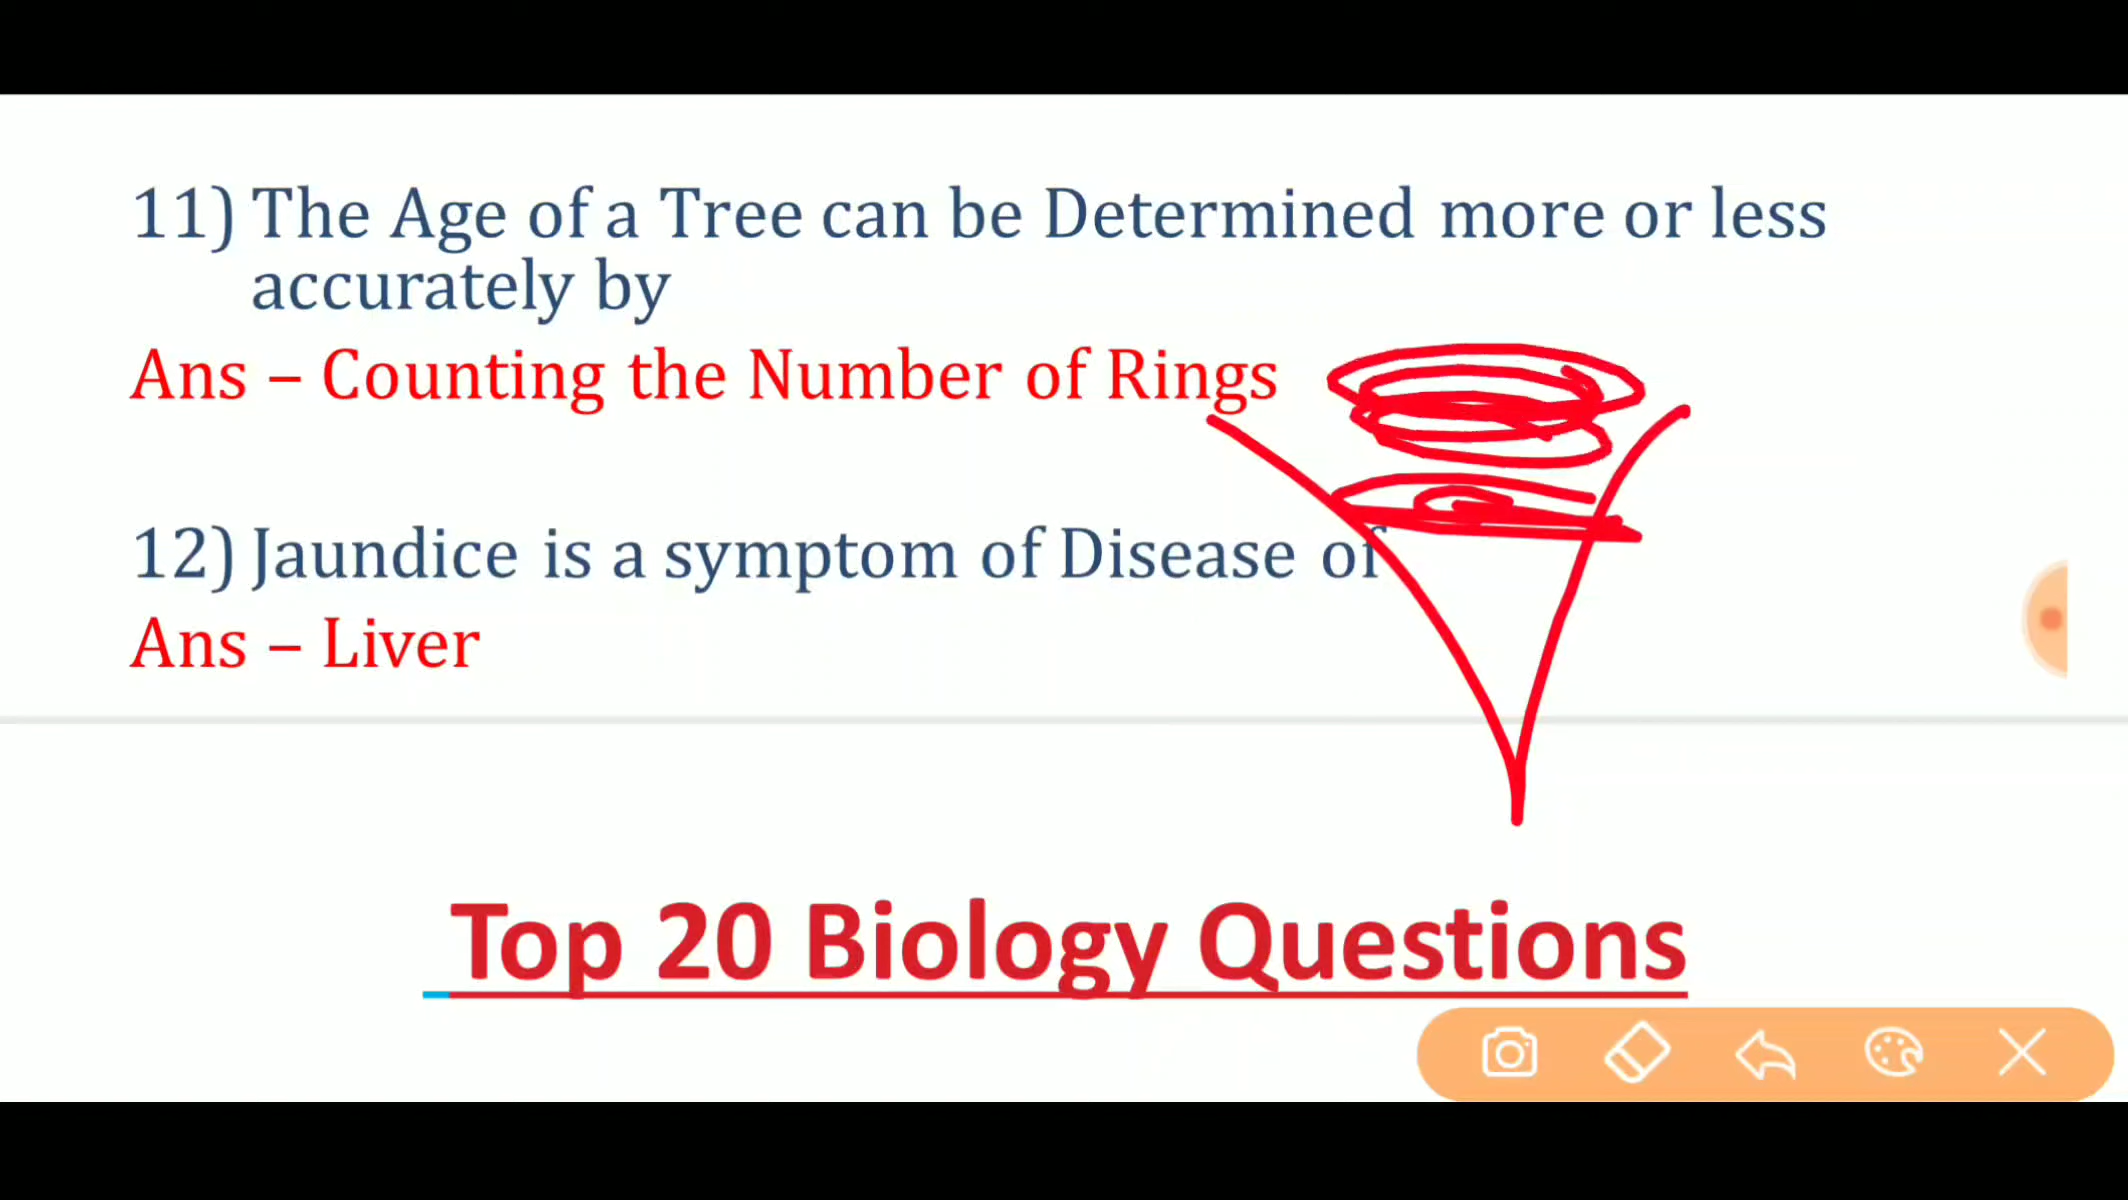 11) The Age of a Tree can be Determined more or less
accurately by
Ans – Counting the Number of Rings
12) Jaundice is a symptom of Disease of
Ans – Liver
Top 20 Biology Questions